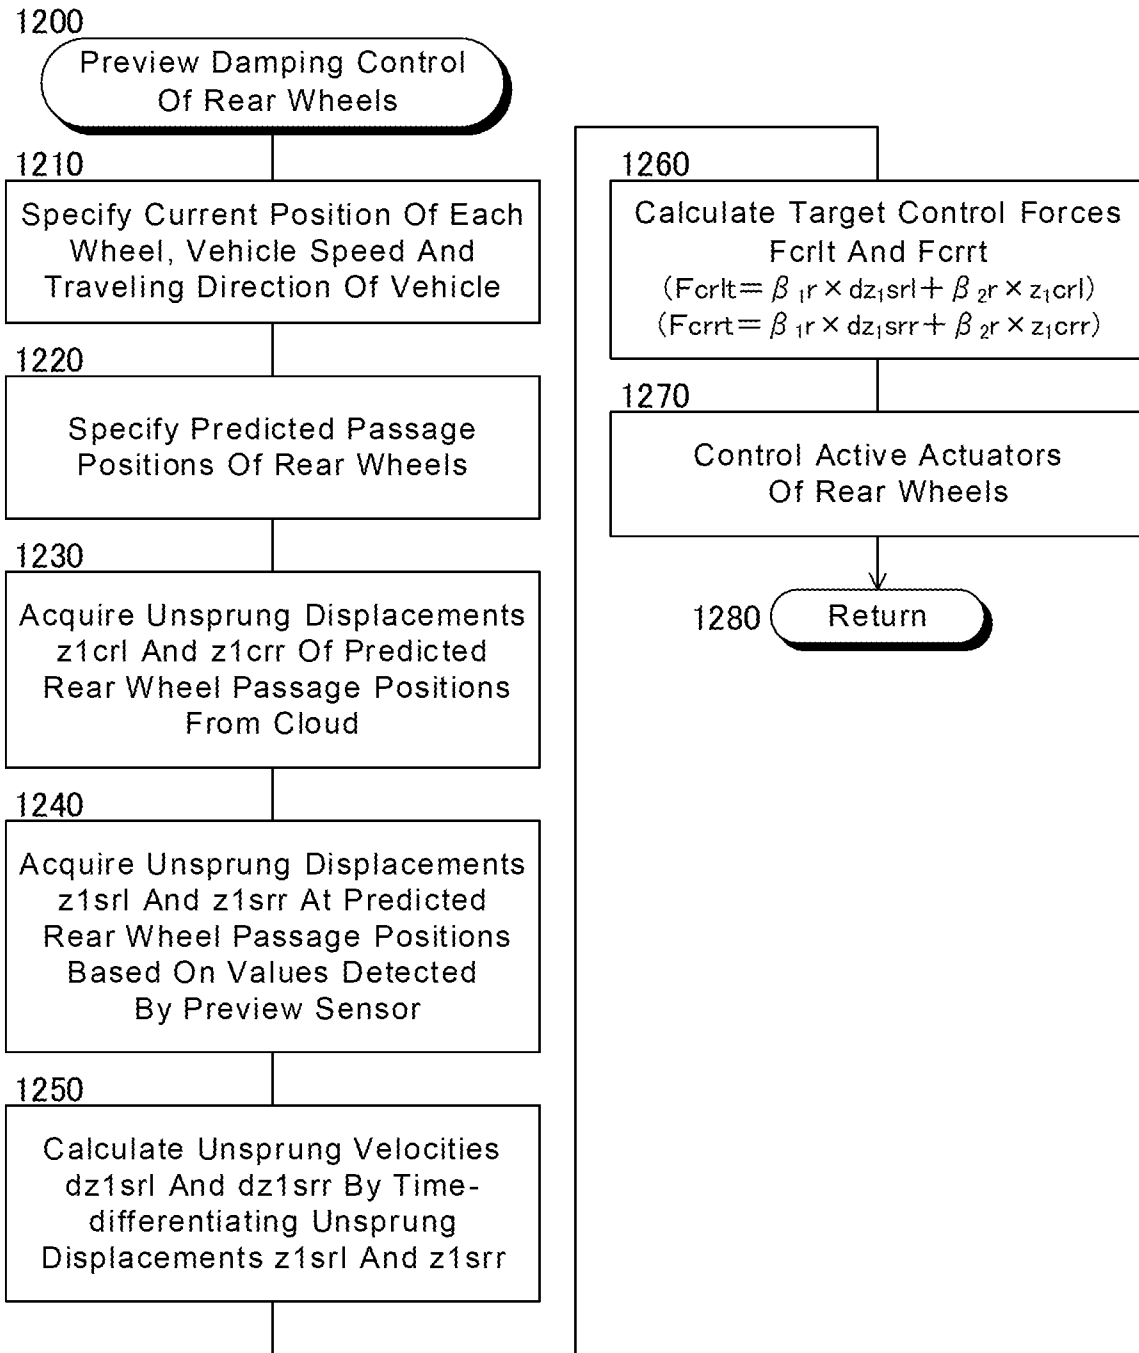 1200
Preview Damping Control
Of Rear Wheels
1210
Specify Current Position Of Each
Wheel, Vehicle Speed And
Traveling Direction Of Vehicle
1220
Specify Predicted Passage
Positions Of Rear Wheels
1230
Acquire Unsprung Displacements
z1crl And z1crr Of Predicted
Rear Wheel Passage Positions
From Cloud
1240
Acquire Unsprung Displacements
z1srl And z1srr At Predicted
Rear Wheel Passage Positions
Based On Values Detected
By Preview Sensor
1250
Calculate Unsprung Velocities
dz1srl And dz1srr By Time-
differentiating Unsprung
Displacements z1srl And z1srr
1260
Calculate Target Control Forces
Fcrlt And Fcrrt
(Fcrlt=β₁r×dz₁srl+β₂r×z₁crl)
(Fcrrt=β₁r×dz₁srr+β₂r×z₁crr)
1270
Control Active Actuators
Of Rear Wheels
1280
Return